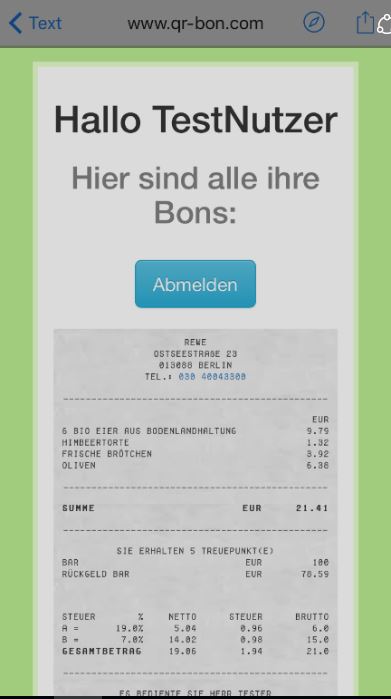 Text www.qr-bon.com
Hallo TestNutzer
Hier sind alle ihre
Bons:
Abmelden
REWE
OSTSEESTRAßE 23
013088 BERLIN
TEL.: 030 40043300
EUR
6 BIO EIER AUS BODENLANDHALTUNG 9.79
HIMBEERTORTE 1.32
FRISCHE BRÖTCHEN 3.92
OLIVEN 6.38
SUMME EUR 21.41
SIE ERHALTEN 5 TREUEPUNKT(E)
BAR EUR 100
RÜCKGELD BAR EUR 78.59
STEUER % NETTO STEUER BRUTTO
A = 19.0% 5.04 0.96 6.0
B = 7.0% 14.02 0.98 15.0
GESAMTBETRAG 19.06 1.94 21.0
ES BEDIENTE SIE HERR TESTER